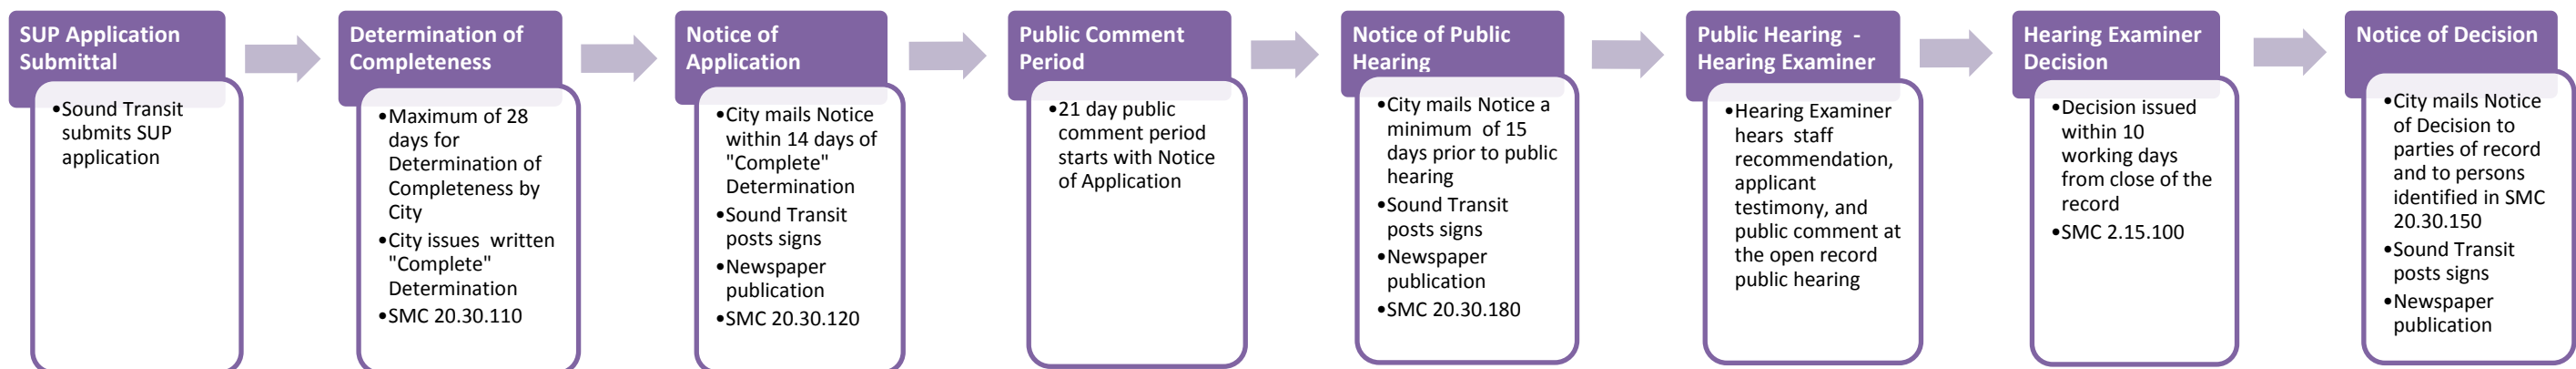 SUP Application
Submittal
•Sound Transit
submits SUP
application
Determination of
Completeness
•Maximum of 28
days for
Determination of
Completeness by
City
•City issues written
"Complete"
Determination
•SMC 20.30.110
Notice of
Application
•City mails Notice
within 14 days of
"Complete"
Determination
•Sound Transit
posts signs
•Newspaper
publication
•SMC 20.30.120
Public Comment
Period
•21 day public
comment period
starts with Notice
of Application
Notice of Public
Hearing
•City mails Notice a
minimum of 15
days prior to public
hearing
•Sound Transit
posts signs
•Newspaper
publication
•SMC 20.30.180
Public Hearing -
Hearing Examiner
•Hearing Examiner
hears staff
recommendation,
applicant
testimony, and
public comment at
the open record
public hearing
Hearing Examiner
Decision
•Decision issued
within 10
working days
from close of the
record
•SMC 2.15.100
Notice of Decision
•City mails Notice
of Decision to
parties of record
and to persons
identified in SMC
20.30.150
•Sound Transit
posts signs
•Newspaper
publication